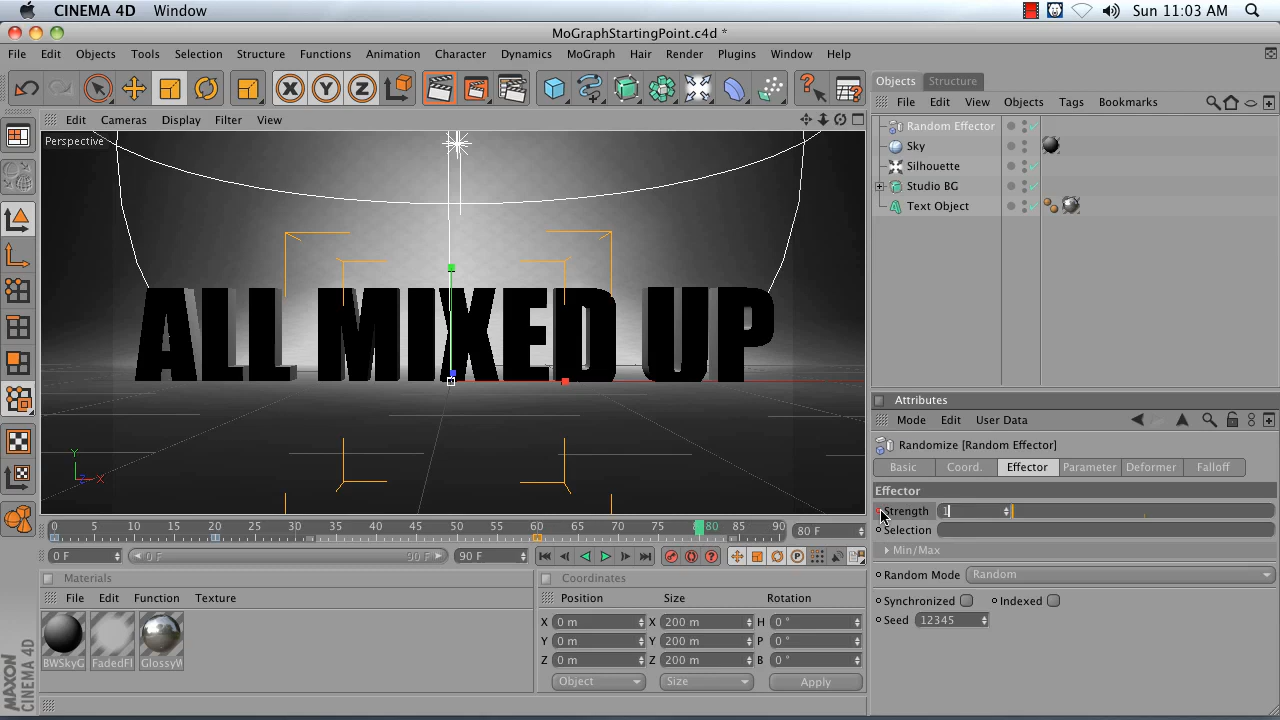 CINEMA 4D Window Sun 11:03 AM
MoGraphStartingPoint.c4d *
File Edit Objects Tools Selection Structure Functions Animation Character Dynamics MoGraph Hair Render Plugins Window Help
X Y Z
Objects Structure
Edit Cameras Display Filter View
File Edit View Objects Tags Bookmarks
Perspective
Random Effector
Sky
Silhouette
Studio BG
Text Object
ALL MIXED UP
Y
X
Attributes
Mode Edit User Data
Randomize [Random Effector]
Basic Coord. Effector Parameter Deformer Falloff
Effector
Strength 1
Selection
Min/Max
Random Mode Random
Synchronized Indexed
Seed 12345
0 5 10 15 20 25 30 35 40 45 50 55 60 65 70 75 80 85 90 80 F
0 F 0 F 90 F 90 F P
Materials
File Edit Function Texture
BWSkyG FadedFl GlossyW
Coordinates
Position Size Rotation
X 0 m X 200 m H 0 °
Y 0 m Y 200 m P 0 °
Z 0 m Z 200 m B 0 °
Object Size Apply
MAXON
CINEMA 4D